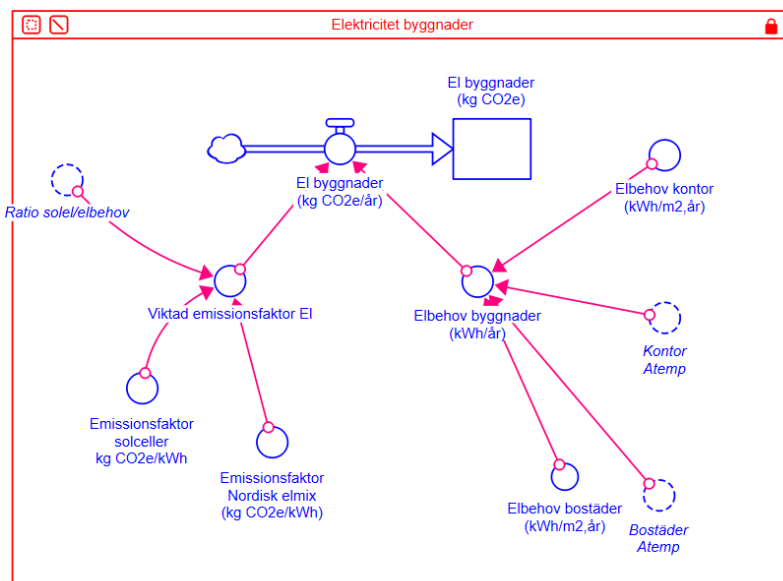 Elektricitet byggnader
El byggnader
(kg CO2e)
El byggnader
(kg CO2e/år)
Elbehov kontor
(kWh/m2,år)
Ratio solel/elbehov
Viktad emissionsfaktor El
Elbehov byggnader
(kWh/år)
Kontor
Atemp
Emissionsfaktor
solceller
kg CO2e/kWh
Emissionsfaktor
Nordisk elmix
(kg CO2e/kWh)
Elbehov bostäder
(kWh/m2,år)
Bostäder
Atemp